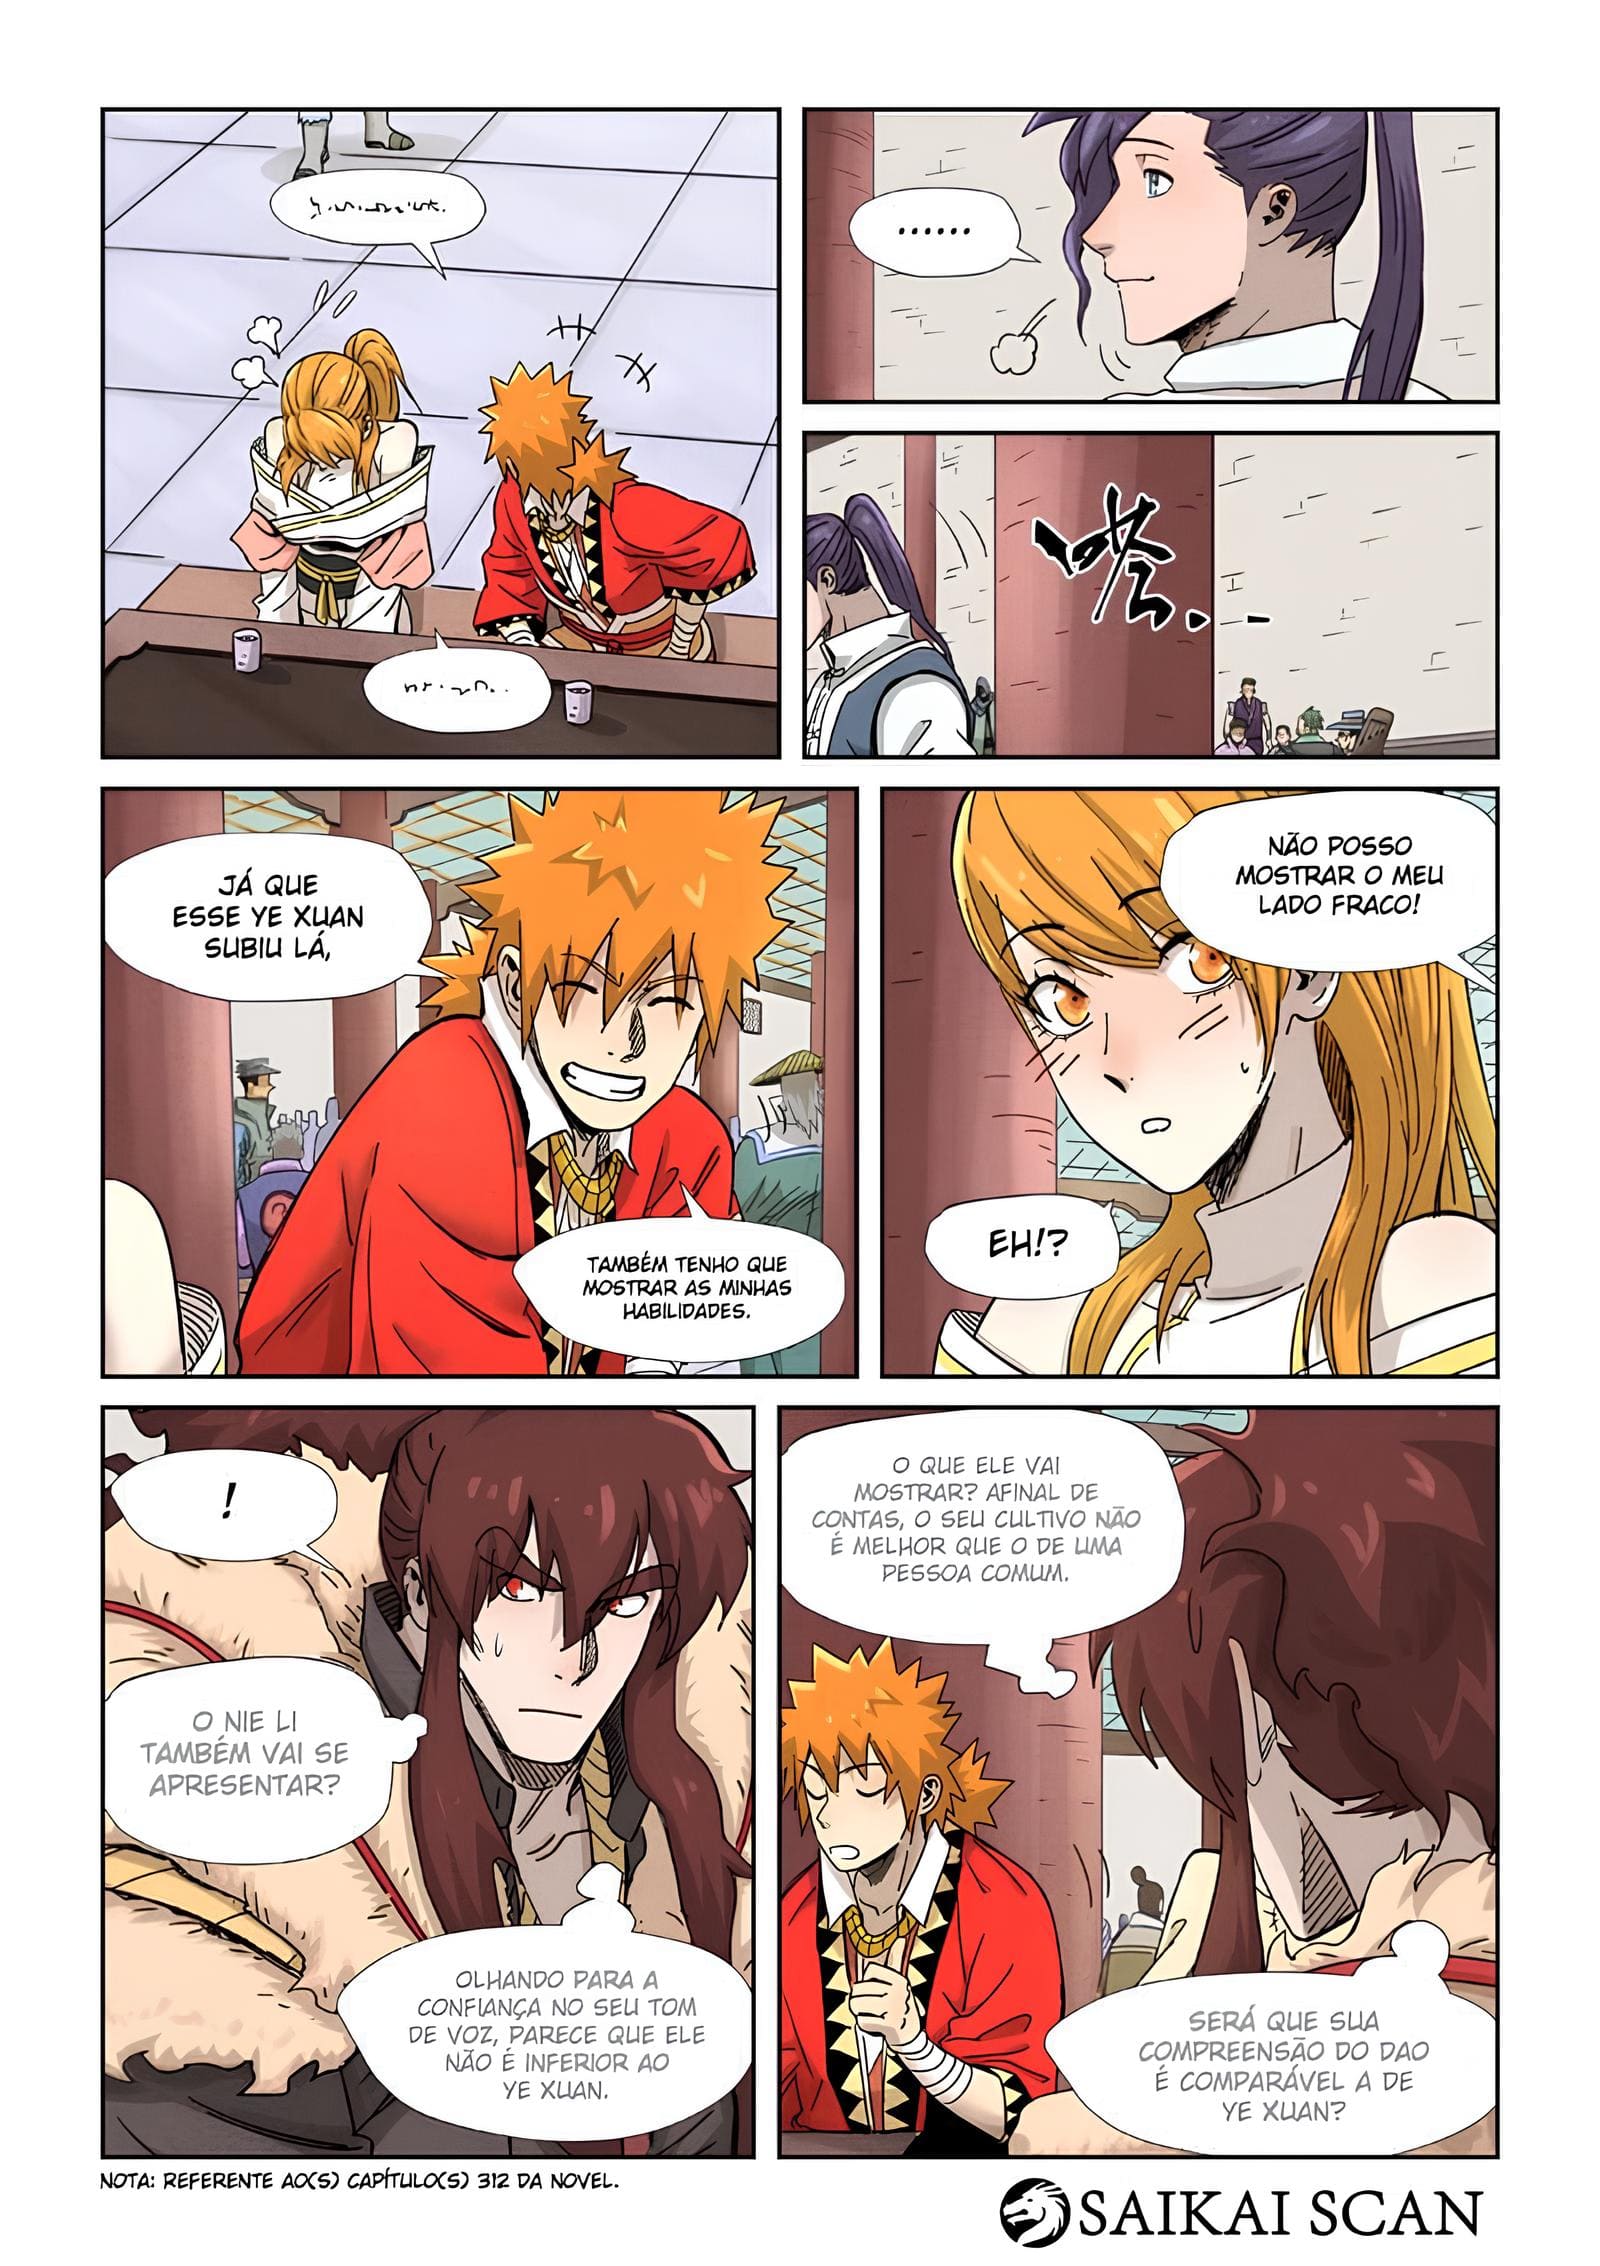 ......
嗒
JÁ QUE
ESSE YE XUAN
SUBIU LÁ,
TAMBÉM TENHO QUE
MOSTRAR AS MINHAS
HABILIDADES.
NÃO POSSO
MOSTRAR O MEU
LADO FRACO!
EH!?
!
O NIE LI
TAMBÉM VAI SE
APRESENTAR?
OLHANDO PARA A
CONFIANÇA NO SEU TOM
DE VOZ, PARECE QUE ELE
NÃO É INFERIOR AO
YE XUAN.
O QUE ELE VAI
MOSTRAR? AFINAL DE
CONTAS, O SEU CULTIVO NÃO
É MELHOR QUE O DE UMA
PESSOA COMUM.
SERÁ QUE SUA
COMPREENSÃO DO DAO
É COMPARÁVEL A DE
YE XUAN?
NOTA: REFERENTE AO(S) CAPÍTULO(S) 312 DA NOVEL.
SAIKAI SCAN